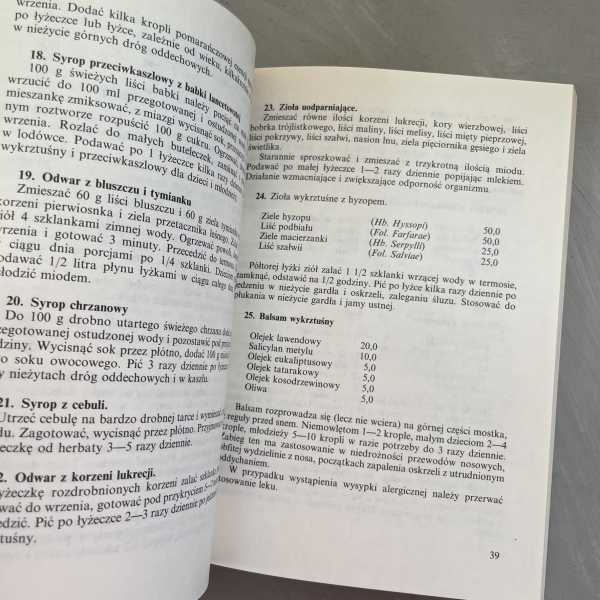 wrzenia. Dodać kilka kropli pomarańczowej
po łyżeczce lub łyżce, zależnie od wieku,
w nieżycie górnych dróg oddechowych.
18. Syrop przeciwkaszlowy z babki lancetowatej
100 g świeżych liści babki należy pociąć,
wrzucić do 100 ml przegotowanej i ostudzonej
mieszankę zmiksować, z miazgi wycisnąć sok,
nym roztworze rozpuścić 100 g cukru.
wrzenia. Rozlać do małych buteleczek,
w lodówce. Podawać po 1 łyżeczce kilka razy
wykrztuśny i przeciwkaszlowy dla dzieci i młodzieży
19. Odwar z bluszczu i tymianku
Zmieszać 60 g liści bluszczu i 60 g ziela tymianku,
korzeni pierwiosnka i ziela przetacznika leśnego.
ziół 4 szklankami zimnej wody. Ogrzewać
rzenia i gotować 3 minuty. Przecedzić do termosu
w ciągu dnia porcjami po 1/4 szklanki.
odawać 1/2 litra płynu łyżkami w ciągu całego
słodzić miodem.
20. Syrop chrzanowy
Do 100 g drobno utartego świeżego chrzanu
zegotowanej ostudzonej wody i pozostawić pod
dziny. Wycisnąć sok przez płótno, dodać 100 g
go soku owocowego. Pić 3 razy dziennie po
y nieżytach dróg oddechowych i w kaszlu.
21. Syrop z cebuli.
Utrzeć cebulę na bardzo drobnej tarce i
du. Zagotować, wycisnąć przez płótno.
eczkę od herbaty 3—5 razy dziennie.
2. Odwar z korzeni lukrecji.
yżeczkę rozdrobnionych korzeni zalać
wać do wrzenia, gotować pod przykryciem
edzić. Pić po łyżeczce 2—3 razy dziennie
tuśny.
23. Zioła uodparniające.
Zmieszać równe ilości korzeni lukrecji, kory wierzbowej, liści
bobrka trójlistkowego, liści maliny, liści melisy, liści mięty pieprzowej,
liści pokrzywy, liści szałwi, nasion lnu, ziela pięciornika gęsiego i ziela
świetlika.
Starannie sproszkować i zmieszać z trzykrotną ilością miodu.
Podawać po małej łyżeczce 1—2 razy dziennie popijając mlekiem.
Działanie wzmacniające i zwiększające odporność organizmu.
24. Zioła wykrztuśne z hyzopem.
Ziele hyzopu (Hb. Hyssopi) 50,0
Liść podbiału (Fol. Farfarae) 50,0
Ziele macierzanki (Hb. Serpylli) 25,0
Liść szałwii (Fol. Salviae) 25,0
Półtorej łyżki ziół zalać 1 1/2 szklanki wrzącej wody w termosie,
zamknąć, odstawić na 1/2 godziny. Pić po łyżce kilka razy dziennie po
jedzeniu w nieżycie gardła i oskrzeli, zaleganiu śluzu. Stosować do
płukania w nieżycie gardła i jamy ustnej.
25. Balsam wykrztuśny
Olejek lawendowy 20,0
Salicylan metylu 10,0
Olejek eukaliptusowy 5,0
Olejek tatarakowy 5,0
Olejek kosodrzewinowy 5,0
Oliwa 5,0
Balsam rozprowadza się (lecz nie wciera) na górnej części mostka,
z reguły przed snem. Niemowlętom 1—2 krople, małym dzieciom 2—4
krople, młodzieży 5—10 kropli w razie potrzeby do 3 razy dziennie.
Zabieg ten ma zastosowanie w niedrożności przewodów nosowych,
obfitej wydzielinie z nosa, początkach zapalenia oskrzeli z utrudnionym
oddychaniem.
W przypadku wystąpienia wysypki alergicznej należy przerwać
stosowanie leku.
39